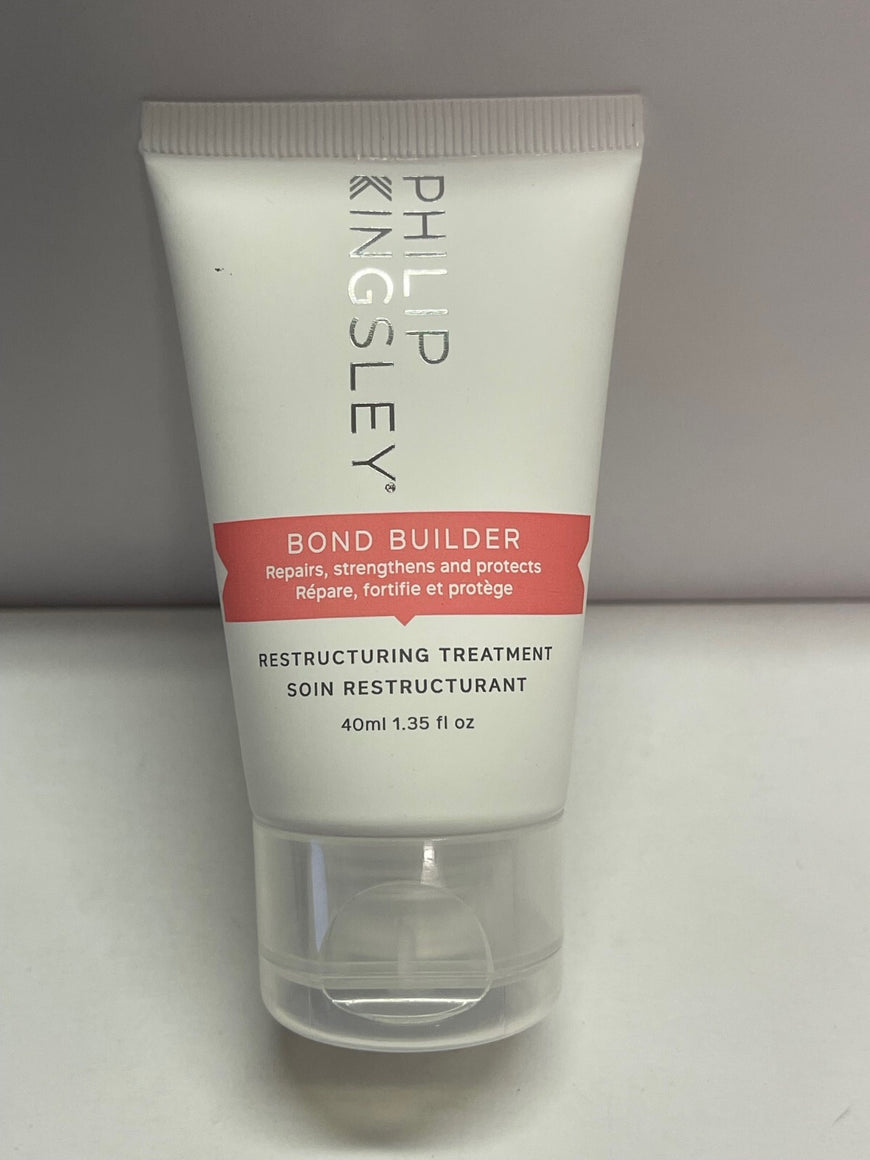 PHILIP
KINGSLEY®
BOND BUILDER
Repairs, strengthens and protects
Répare, fortifie et protège
RESTRUCTURING TREATMENT
SOIN RESTRUCTURANT
40ml 1.35 fl oz